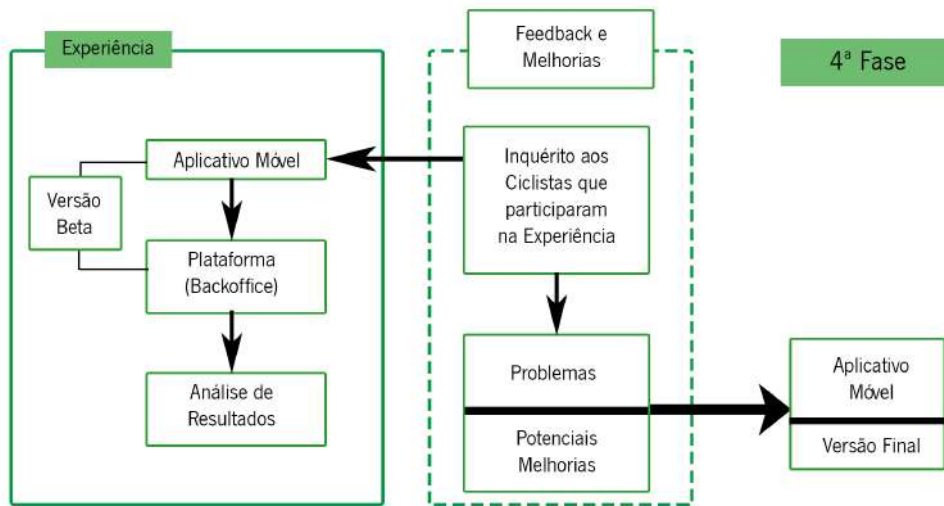 Experiência
Aplicativo Móvel
Versão
Beta
Plataforma
(Backoffice)
Análise de
Resultados
Feedback e
Melhorias
Inquérito aos
Ciclistas que
participaram
na Experiência
Problemas
Potenciais
Melhorias
4ª Fase
Aplicativo
Móvel
Versão Final